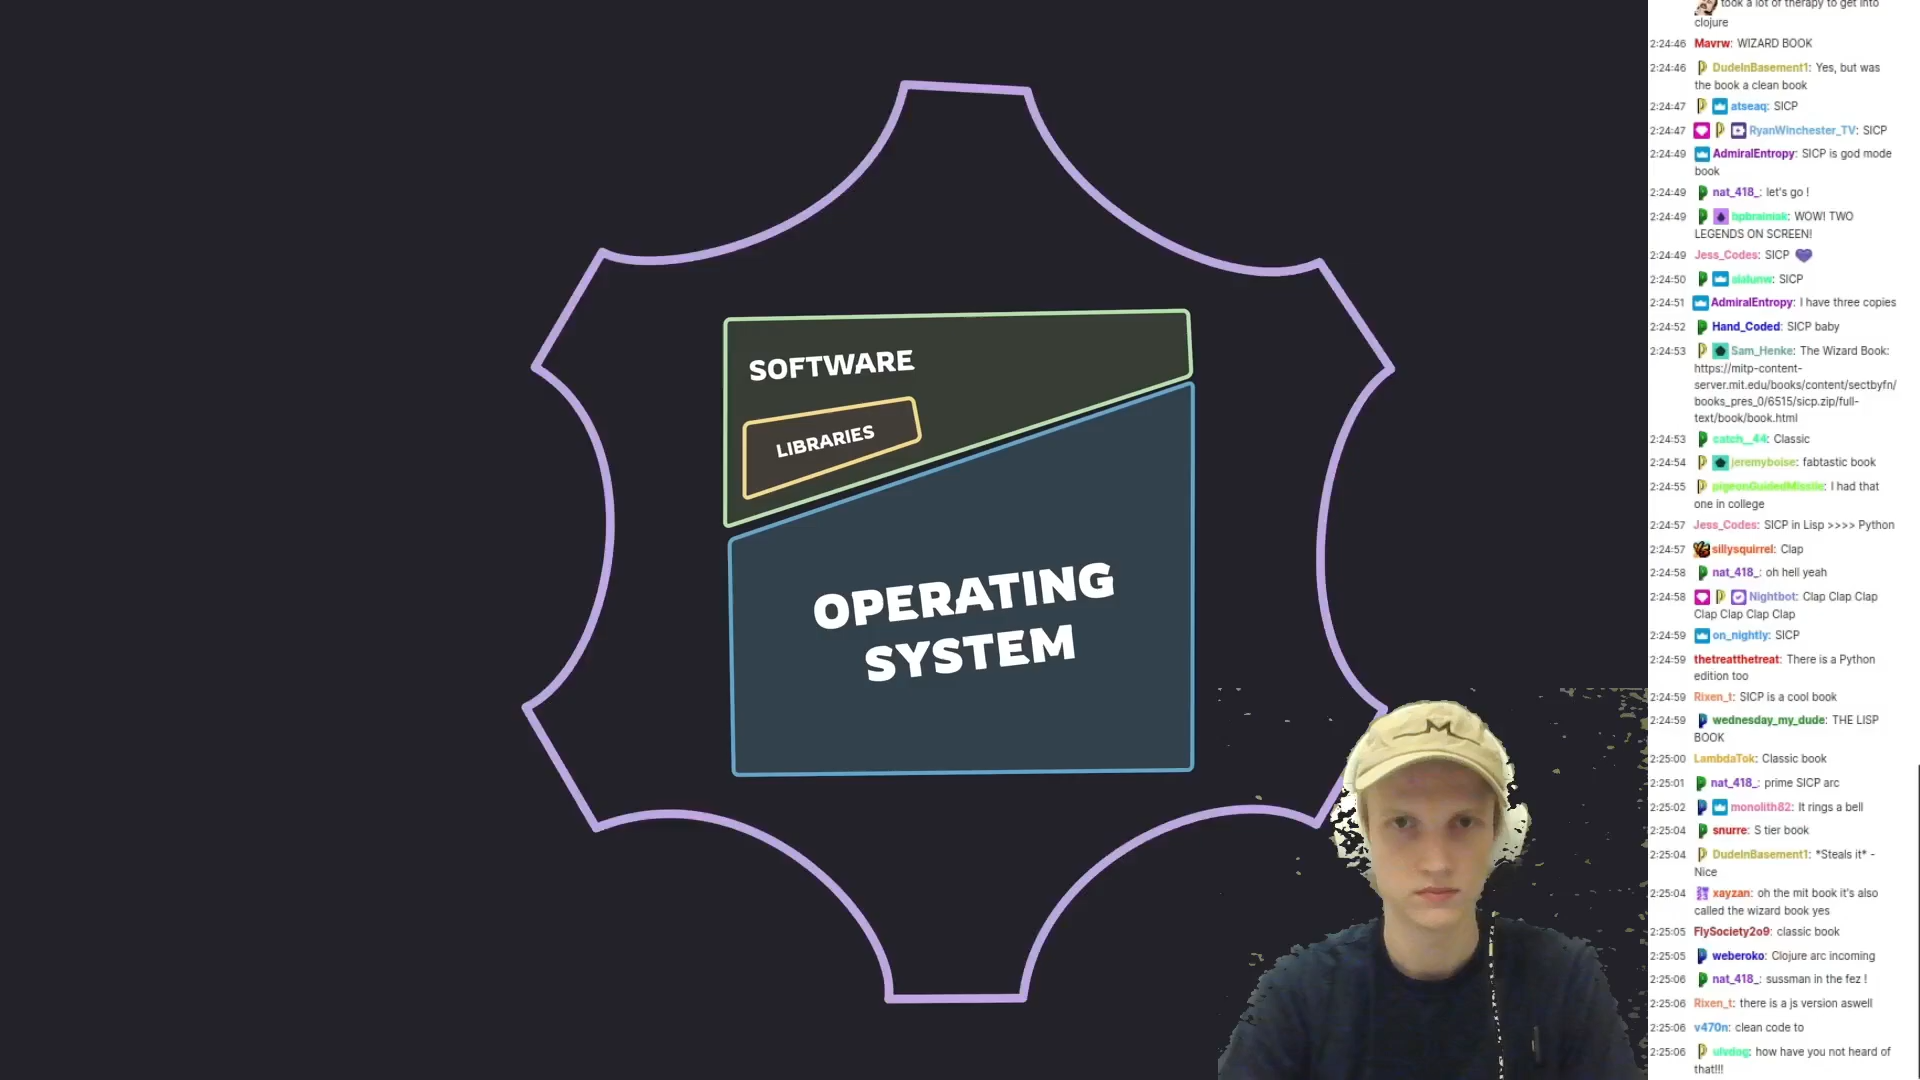 SOFTWARE
LIBRARIES
OPERATING
SYSTEM
took a lot of therapy to get into
clojure
2:24:46 Mavrw: WIZARD BOOK
2:24:46 DudeInBasement1: Yes, but was
the book a clean book
2:24:47 atseaq: SICP
2:24:47 RyanWinchester_TV: SICP
2:24:49 AdmiralEntropy: SICP is god mode
book
2:24:49 nat_418_: let's go !
2:24:49 hpbrainiak: WOW! TWO
LEGENDS ON SCREEN!
2:24:49 Jess_Codes: SICP
2:24:50 SICP
2:24:51 AdmiralEntropy: I have three copies
2:24:52 Hand_Coded: SICP baby
2:24:53 Sam_Henke: The Wizard Book:
https://mitp-content-
server.mit.edu/books/content/sectbyfn/
books_pres_0/6515/sicp.zip/full-
text/book/book.html
2:24:53 catch__44: Classic
2:24:54 jeremyboise: fabtastic book
2:24:55 pigeonGuidedMissile: I had that
one in college
2:24:57 Jess_Codes: SICP in Lisp >>>> Python
2:24:57 sillysquirrel: Clap
2:24:58 nat_418_: oh hell yeah
2:24:58 Nightbot: Clap Clap Clap
Clap Clap Clap Clap
2:24:59 on_nightly: SICP
2:24:59 thetreatthetreat: There is a Python
edition too
2:24:59 Rixen_t: SICP is a cool book
2:24:59 wednesday_my_dude: THE LISP
BOOK
2:25:00 LambdaTok: Classic book
2:25:01 nat_418_: prime SICP arc
2:25:02 monolith82: It rings a bell
2:25:04 snurre: S tier book
2:25:04 DudeInBasement1: *Steals it* -
Nice
2:25:04 xayzan: oh the mit book it's also
called the wizard book yes
2:25:05 FlySociety2o9: classic book
2:25:05 weberoko: Clojure arc incoming
2:25:06 nat_418_: sussman in the fez !
2:25:06 Rixen_t: there is a js version aswell
2:25:06 v470n: clean code to
2:25:06 ulvdog: how have you not heard of
that!!!